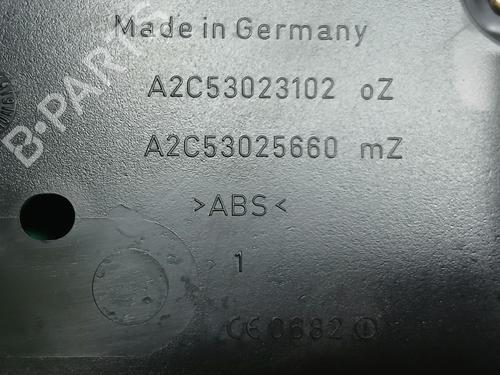 Made in Germany
A2C53023102 oZ
A2C53025660 mZ
>ABS<
1
CE 0682
B-PARTS